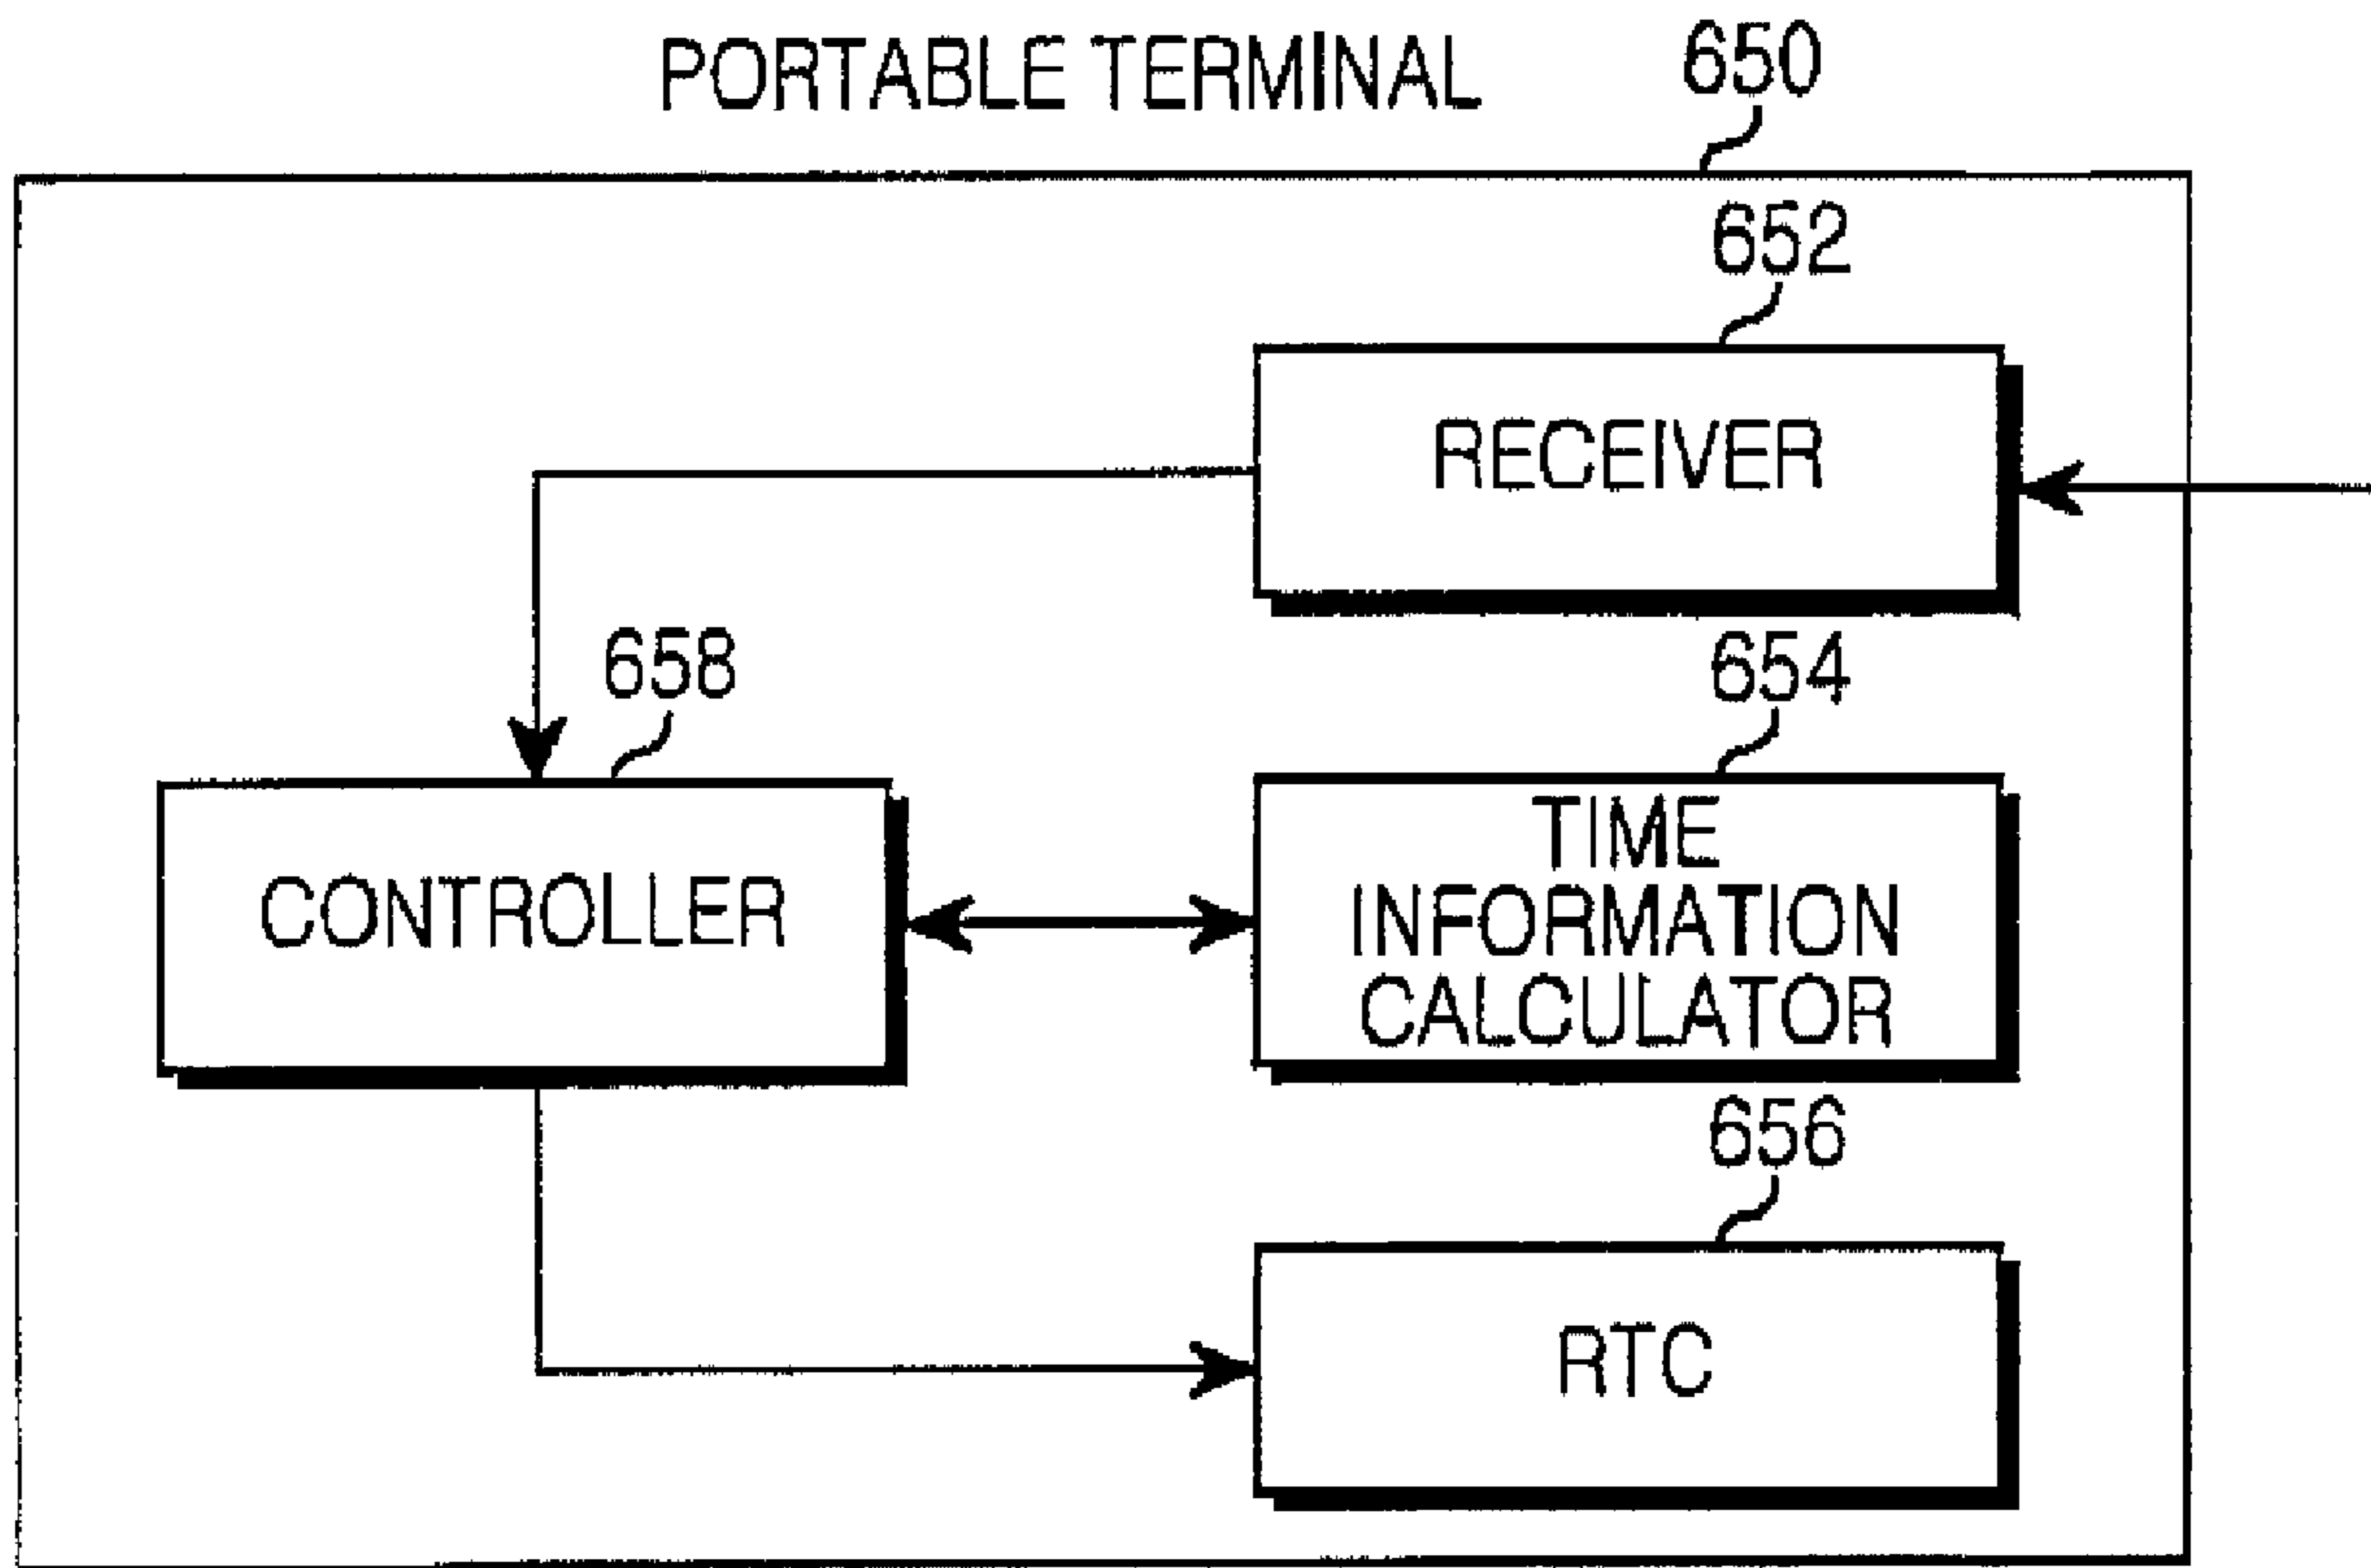 PORTABLE TERMINAL
650
652
RECEIVER
658
654
CONTROLLER
TIME
INFORMATION
CALCULATOR
656
RTC